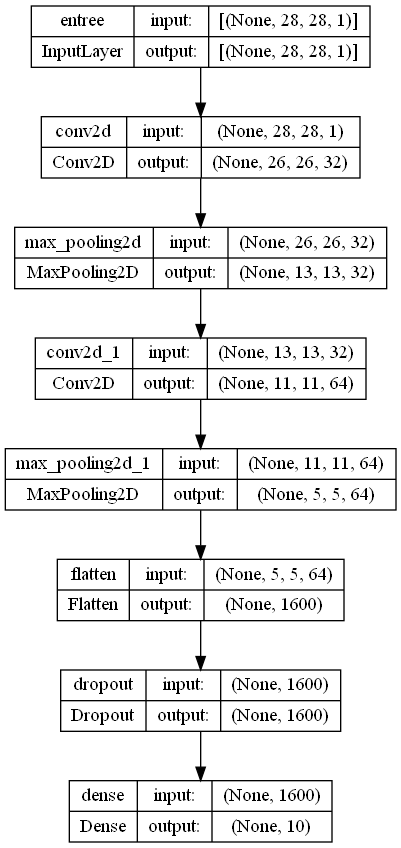 entree input: [(None, 28, 28, 1)]
InputLayer output: [(None, 28, 28, 1)]
conv2d input: (None, 28, 28, 1)
Conv2D output: (None, 26, 26, 32)
max_pooling2d input: (None, 26, 26, 32)
MaxPooling2D output: (None, 13, 13, 32)
conv2d_1 input: (None, 13, 13, 32)
Conv2D output: (None, 11, 11, 64)
max_pooling2d_1 input: (None, 11, 11, 64)
MaxPooling2D output: (None, 5, 5, 64)
flatten input: (None, 5, 5, 64)
Flatten output: (None, 1600)
dropout input: (None, 1600)
Dropout output: (None, 1600)
dense input: (None, 1600)
Dense output: (None, 10)